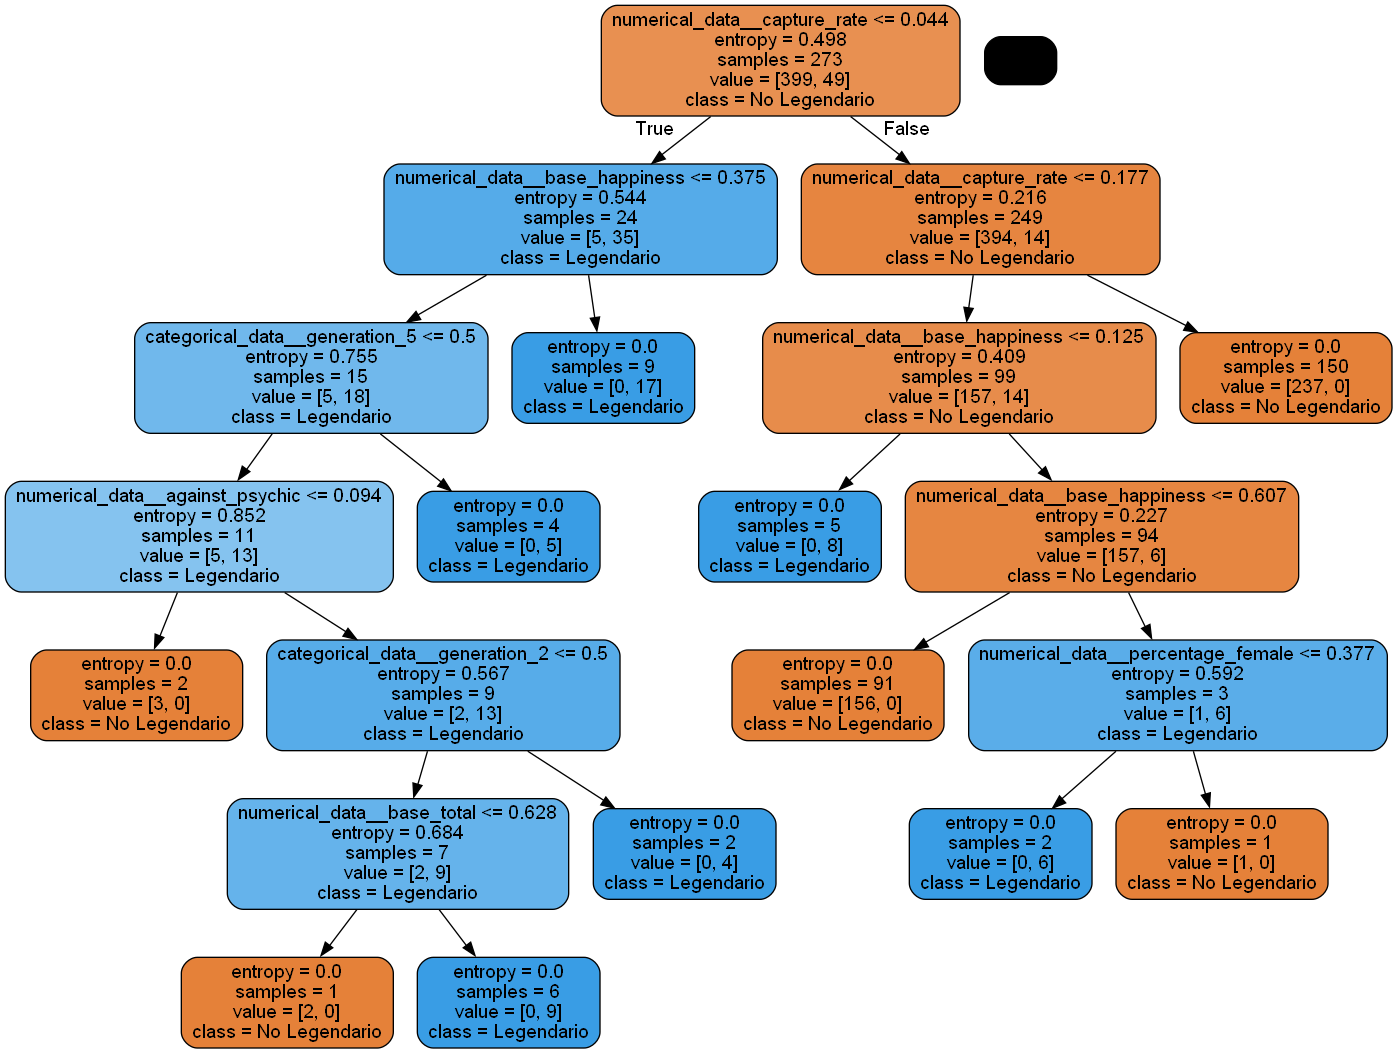 numerical_data__capture_rate <= 0.044
entropy = 0.498
samples = 273
value = [399, 49]
class = No Legendario
True
False
numerical_data__base_happiness <= 0.375
entropy = 0.544
samples = 24
value = [5, 35]
class = Legendario
numerical_data__capture_rate <= 0.177
entropy = 0.216
samples = 249
value = [394, 14]
class = No Legendario
categorical_data__generation_5 <= 0.5
entropy = 0.755
samples = 15
value = [5, 18]
class = Legendario
entropy = 0.0
samples = 9
value = [0, 17]
class = Legendario
numerical_data__base_happiness <= 0.125
entropy = 0.409
samples = 99
value = [157, 14]
class = No Legendario
entropy = 0.0
samples = 150
value = [237, 0]
class = No Legendario
numerical_data__against_psychic <= 0.094
entropy = 0.852
samples = 11
value = [5, 13]
class = Legendario
entropy = 0.0
samples = 4
value = [0, 5]
class = Legendario
entropy = 0.0
samples = 5
value = [0, 8]
class = Legendario
numerical_data__base_happiness <= 0.607
entropy = 0.227
samples = 94
value = [157, 6]
class = No Legendario
entropy = 0.0
samples = 2
value = [3, 0]
class = No Legendario
categorical_data__generation_2 <= 0.5
entropy = 0.567
samples = 9
value = [2, 13]
class = Legendario
entropy = 0.0
samples = 91
value = [156, 0]
class = No Legendario
numerical_data__percentage_female <= 0.377
entropy = 0.592
samples = 3
value = [1, 6]
class = Legendario
numerical_data__base_total <= 0.628
entropy = 0.684
samples = 7
value = [2, 9]
class = Legendario
entropy = 0.0
samples = 2
value = [0, 4]
class = Legendario
entropy = 0.0
samples = 2
value = [0, 6]
class = Legendario
entropy = 0.0
samples = 1
value = [1, 0]
class = No Legendario
entropy = 0.0
samples = 1
value = [2, 0]
class = No Legendario
entropy = 0.0
samples = 6
value = [0, 9]
class = Legendario